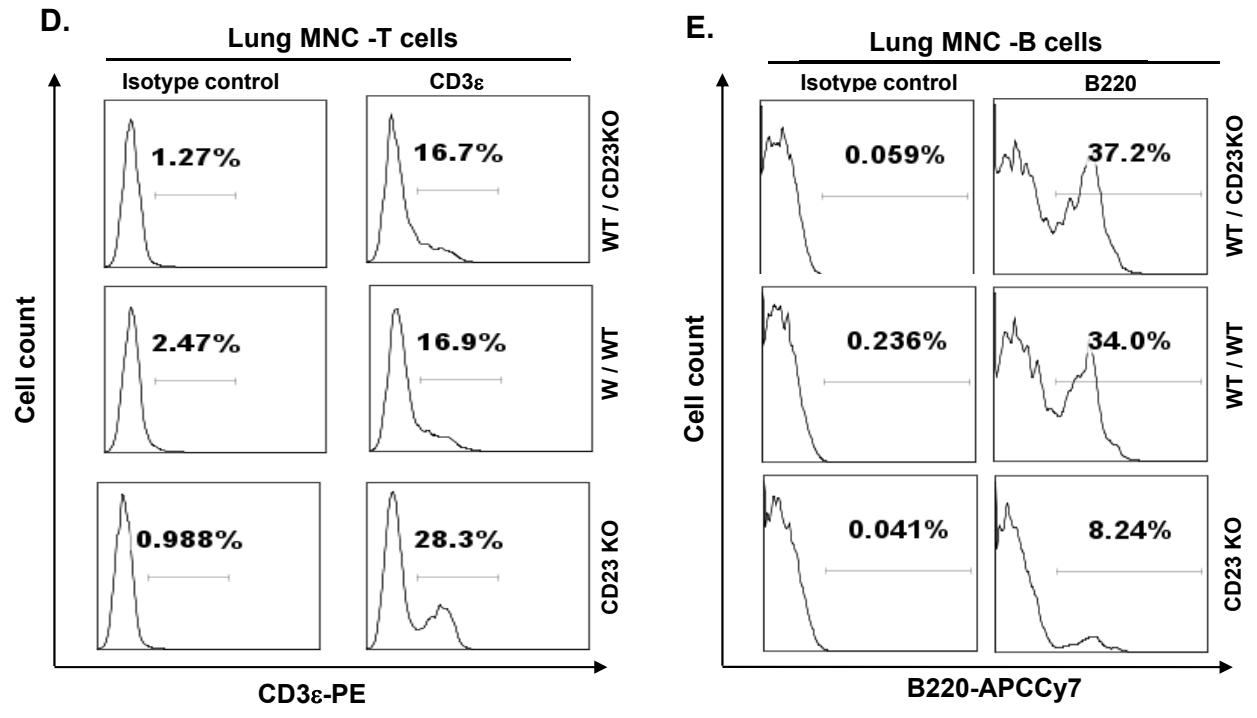 D.
Lung MNC -T cells
Isotype control
CD3ε
1.27%
16.7%
WT / CD23KO
2.47%
16.9%
W / WT
0.988%
28.3%
CD23 KO
Cell count
CD3ε-PE
E.
Lung MNC -B cells
Isotype control
B220
0.059%
37.2%
WT / CD23KO
0.236%
34.0%
WT / WT
0.041%
8.24%
CD23 KO
Cell count
B220-APCCy7